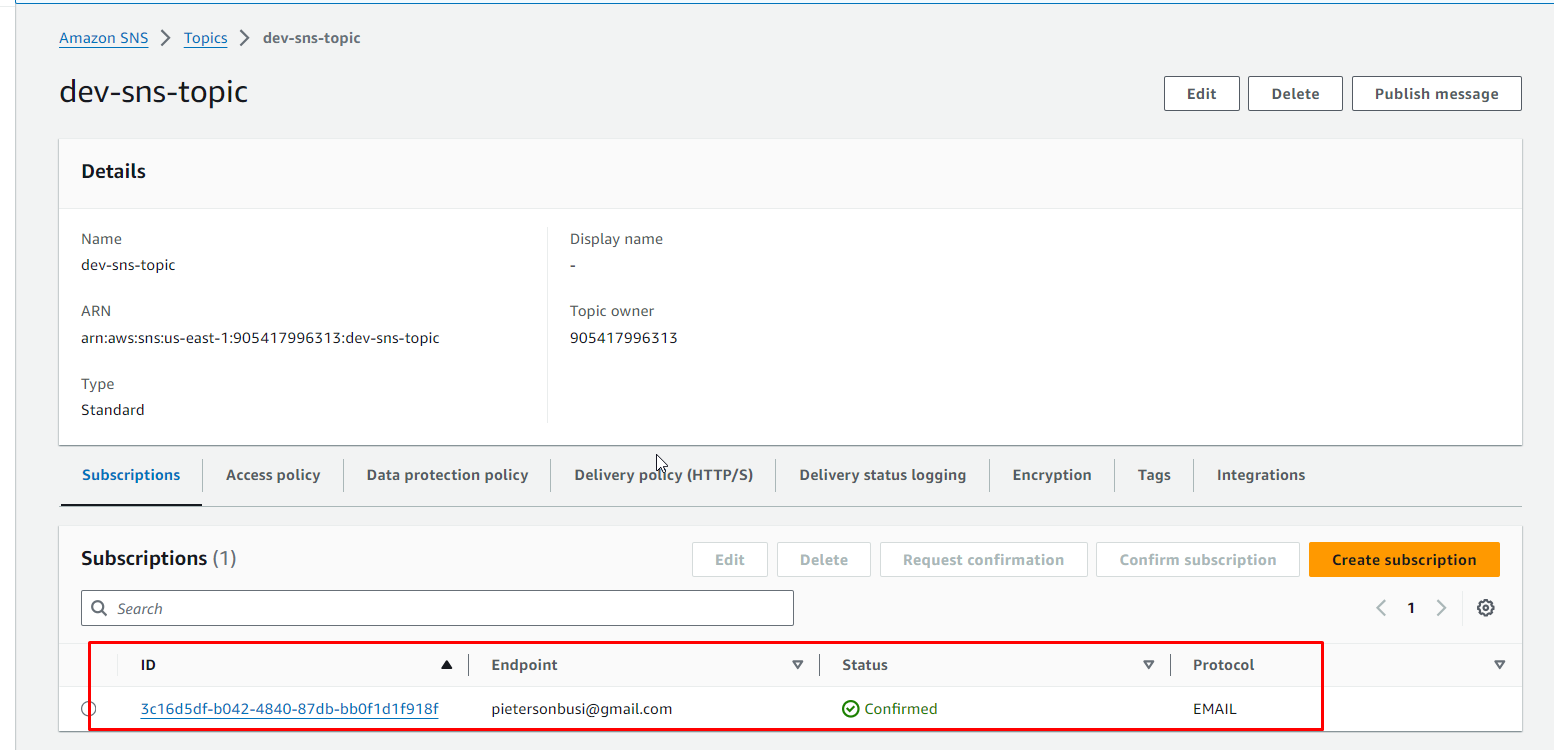 Amazon SNS > Topics > dev-sns-topic
dev-sns-topic
Edit Delete Publish message
Details
Name Display name
dev-sns-topic -
ARN Topic owner
arn:aws:sns:us-east-1:905417996313:dev-sns-topic 905417996313
Type
Standard
Subscriptions Access policy Data protection policy Delivery policy (HTTP/S) Delivery status logging Encryption Tags Integrations
Subscriptions (1) Edit Delete Request confirmation Confirm subscription Create subscription
Search 1
ID Endpoint Status Protocol
3c16d5df-b042-4840-87db-bb0f1d1f918f pietersonbusi@gmail.com Confirmed EMAIL